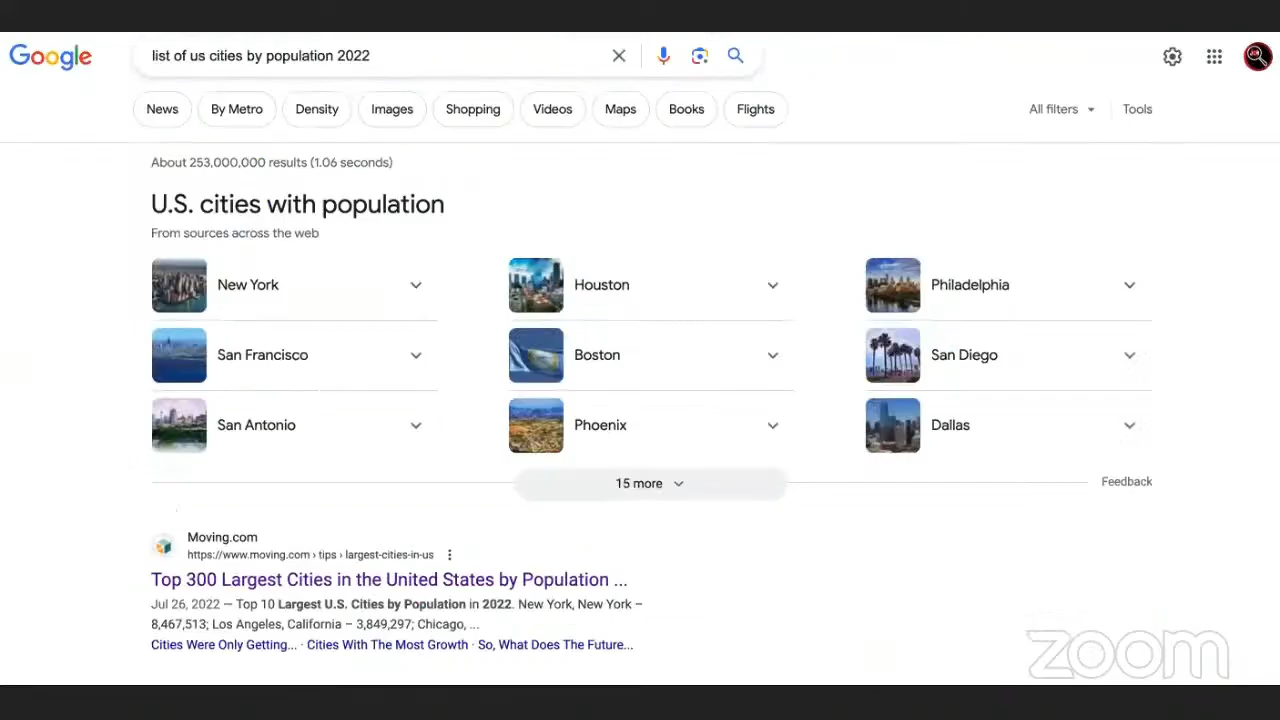 Google
list of us cities by population 2022
News By Metro Density Images Shopping Videos Maps Books Flights All filters Tools
About 253,000,000 results (1.06 seconds)
U.S. cities with population
From sources across the web
New York Houston Philadelphia
San Francisco Boston San Diego
San Antonio Phoenix Dallas
15 more
Feedback
Moving.com
https://www.moving.com › tips › largest-cities-in-us
Top 300 Largest Cities in the United States by Population ...
Jul 26, 2022 — Top 10 Largest U.S. Cities by Population in 2022. New York, New York –
8,467,513; Los Angeles, California – 3,849,297; Chicago, ...
Cities Were Only Getting... · Cities With The Most Growth · So, What Does The Future...
zoom